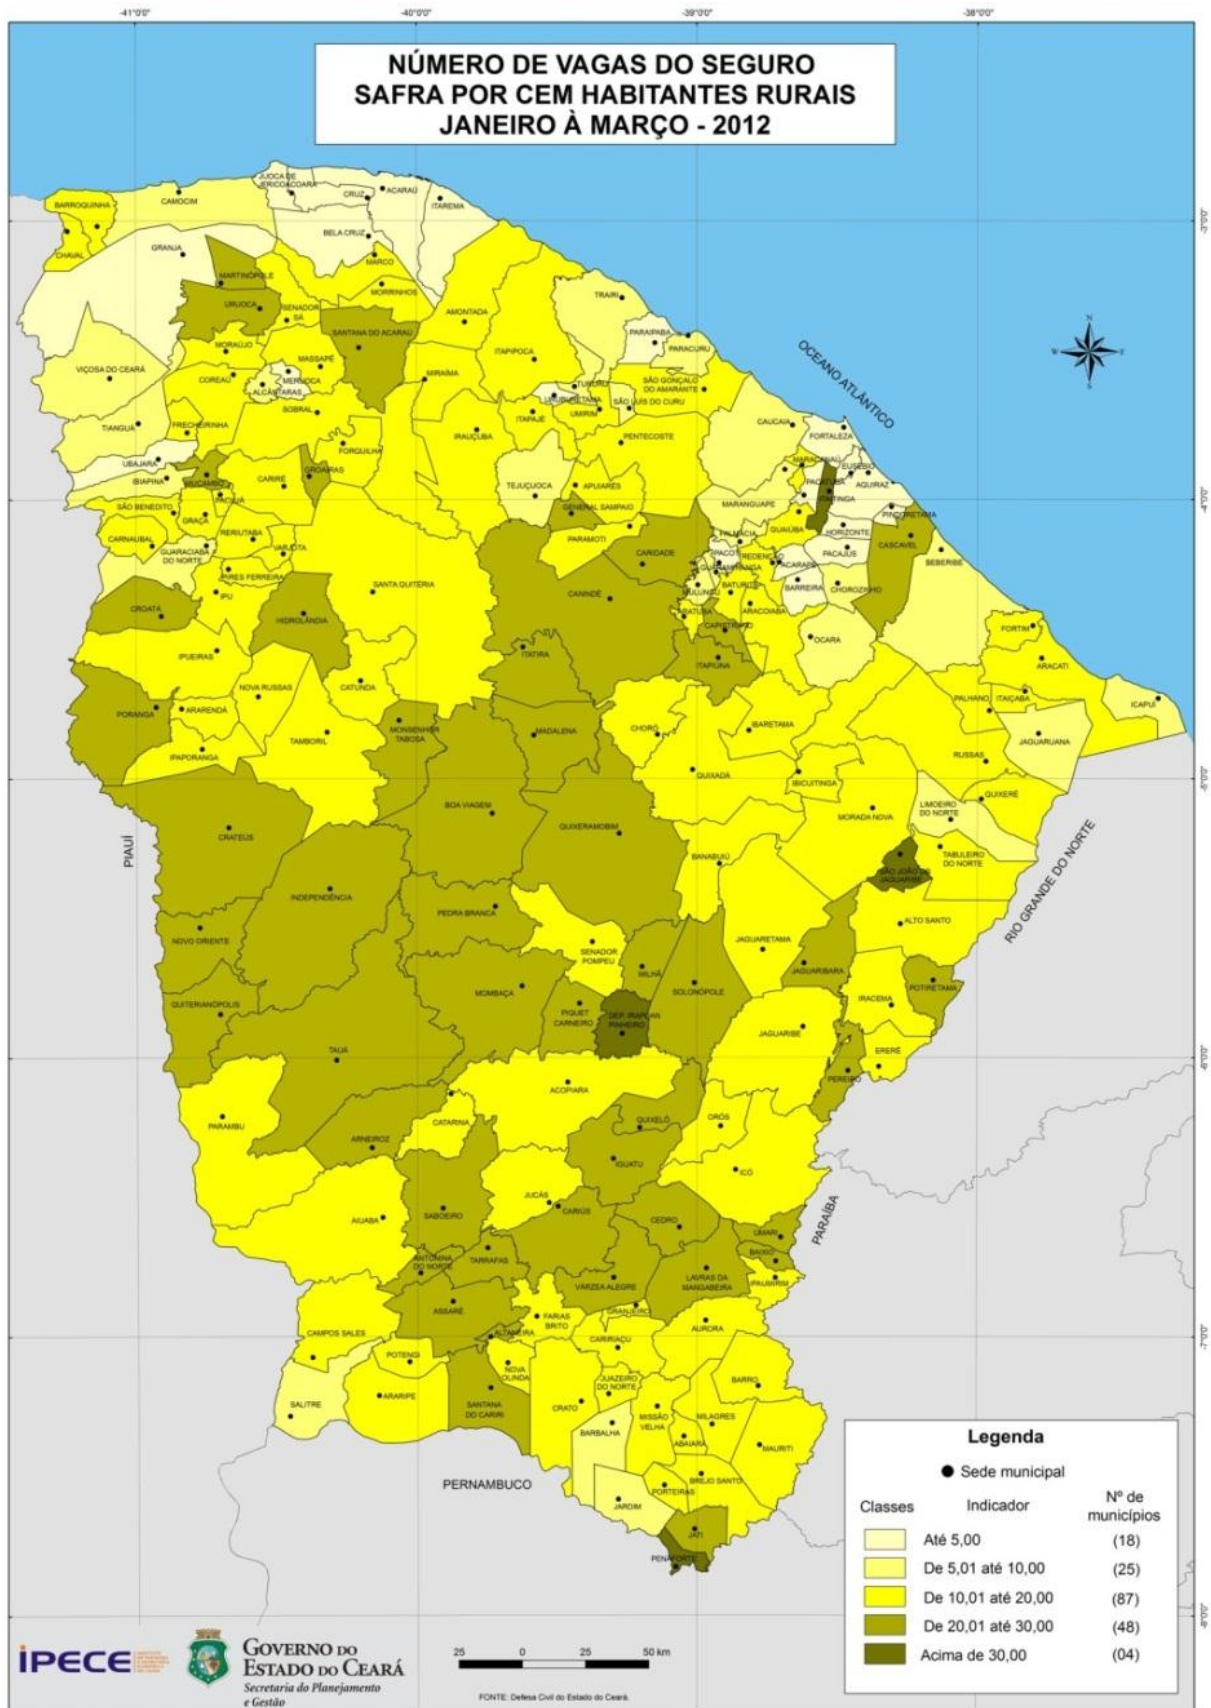 -41°0'0"
-40°0'0"
-39°0'0"
-38°0'0"
NÚMERO DE VAGAS DO SEGURO
SAFRA POR CEM HABITANTES RURAIS
JANEIRO À MARÇO - 2012
JIJOCA DE
JERICOACOARA
CRUZ
ACARAÚ
ITAREMA
BARROQUINHA
CAMOCIM
CHAVAL
GRANJA
BELA CRUZ
MARCO
-3°0'0"
MARTINÓPOLE
MORRINHOS
URUOCA
SENADOR
SÁ
SANTANA DO ACARAÚ
AMONTADA
TRAIRI
PARAIPABA
PARACURU
OCEANO ATLÂNTICO
N
W
E
S
MORAÚJO
MASSAPÊ
ITAPIPOCA
VIÇOSA DO CEARÁ
COREAÚ
MERUOCA
ALCÂNTARAS
MIRAÍMA
TURURU
URUBURETAMA
SÃO GONÇALO
DO AMARANTE
SÃO LUÍS DO CURU
SOBRAL
ITAPAJÉ
UMIRIM
TIANGUÁ
FRECHEIRINHA
IRAUÇUBA
FORQUILHA
PENTECOSTE
CAUCAIA
FORTALEZA
UBAJARA
MUCAMBO
GROAÍRAS
MARACANAÚ
EUSÉBIO
IBIAPINA
CARIRÉ
TEJUÇUOCA
APUIARÉS
PACATUBA
ITAITINGA
AQUIRAZ
PACUJÁ
-4°0'0"
SÃO BENEDITO
GRAÇA
GENERAL SAMPAIO
MARANGUAPE
PINDORETAMA
CARNAUBAL
RERIUTABA
PARAMOTI
GUAIÚBA
HORIZONTE
GUARACIABA
DO NORTE
VARJOTA
CARIDADE
PALMÁCIA
PACOTI
REDENÇÃO
PACAJUS
CASCAVEL
BEBERIBE
PIRES FERREIRA
GUARAMIRANGA
ACARAPE
IPU
SANTA QUITÉRIA
MULUNGU
BATURITÉ
BARREIRA
CHOROZINHO
CROATÁ
HIDROLÂNDIA
CANINDÉ
ARATUBA
ARACOIABA
CAPISTRANO
OCARA
FORTIM
IPUEIRAS
ITATIRA
ITAPIÚNA
ARACATI
CATUNDA
NOVA RUSSAS
PORANGA
ARARENDÁ
PALHANO
ITAIÇABA
ICAPUÍ
MONSENHOR
TABOSA
MADALENA
CHORÓ
IBARETAMA
TAMBORIL
JAGUARUANA
IPAPORANGA
RUSSAS
QUIXADÁ
IBICUITINGA
-5°0'0"
QUIXERÉ
PIAUÍ
CRATEÚS
BOA VIAGEM
QUIXERAMOBIM
MORADA NOVA
LIMOEIRO
DO NORTE
TABULEIRO
DO NORTE
RIO GRANDE DO NORTE
BANABUIÚ
SÃO JOÃO DO
JAGUARIBE
INDEPENDÊNCIA
PEDRA BRANCA
ALTO SANTO
NOVO ORIENTE
SENADOR
POMPEU
JAGUARETAMA
MILHÃ
JAGUARIBARA
QUITERIANÓPOLIS
MOMBAÇA
SOLONÓPOLE
POTIRETAMA
PIQUET
CARNEIRO
DEP. IRAPUAN
PINHEIRO
IRACEMA
JAGUARIBE
TAUÁ
ERERÉ
-6°0'0"
PEREIRO
ACOPIARA
PARAMBU
CATARINA
QUIXELÔ
ORÓS
ARNEIROZ
IGUATU
ICÓ
JUCÁS
CARIÚS
PARAÍBA
AIUABA
SABOEIRO
CEDRO
UMARI
BAIXIO
ANTONINA
DO NORTE
TARRAFAS
VÁRZEA ALEGRE
LAVRAS DA
MANGABEIRA
IPAUMIRIM
ASSARÉ
FARIAS
BRITO
GRANJEIRO
AURORA
-7°0'0"
CAMPOS SALES
ALTANEIRA
CARIRIAÇU
POTENGI
NOVA
OLINDA
JUAZEIRO
DO NORTE
BARRO
ARARIPE
SANTANA
DO CARIRI
CRATO
MISSÃO
VELHA
MILAGRES
SALITRE
BARBALHA
ABAIARA
MAURITI
PERNAMBUCO
PORTEIRAS
BREJO SANTO
JARDIM
JATI
PENAFORTE
Legenda
Sede municipal
Classes
Indicador
Nº de
municípios
Até 5,00
(18)
De 5,01 até 10,00
(25)
De 10,01 até 20,00
(87)
De 20,01 até 30,00
(48)
Acima de 30,00
(04)
-8°0'0"
IPECE
GOVERNO DO
ESTADO DO CEARÁ
Secretaria do Planejamento
e Gestão
25 0 25 50 km
FONTE: Defesa Civil do Estado do Ceará.